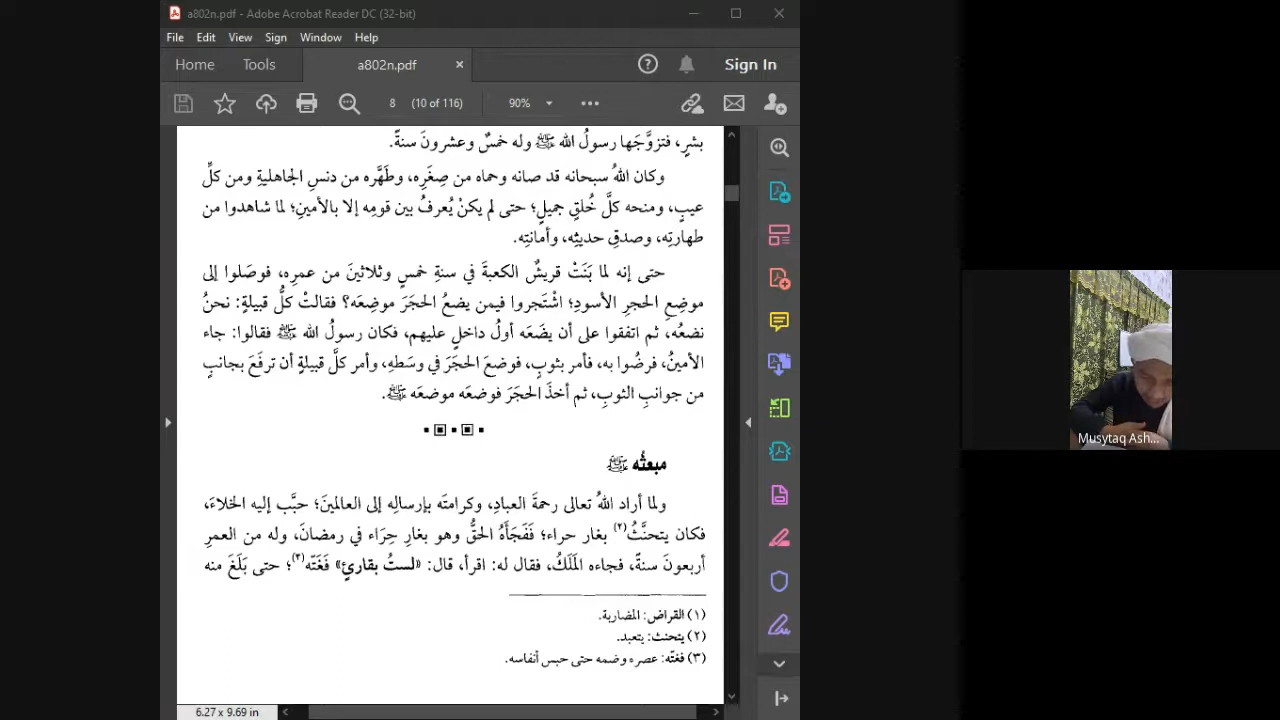 a802n.pdf - Adobe Acrobat Reader DC (32-bit)
File Edit View Sign Window Help
Home Tools a802n.pdf × Sign In
8 (10 of 116) 90%
بشرٍ، فتزوَّجَها رسولُ الله ﷺ وله خمسٌ وعشرونَ سنةً.
وكان اللهُ سبحانه قد صانه وحماه من صِغَرِه، وطَهَّره من دنسِ الجاهليةِ ومن كلِّ
عيبٍ، ومنحه كلَّ خُلقٍ جميلٍ؛ حتى لم يكنْ يُعرفُ بين قومِه إلا بالأمينِ؛ لما شاهدوا من
طهارتِه، وصدقِ حديثِه، وأمانتِه.
حتى إنه لما بَنَتْ قريشٌ الكعبةَ في سنةِ خمسٍ وثلاثينَ من عمرِه، فوصَلوا إلى
موضِعِ الحجرِ الأسودِ؛ اشْتَجروا فيمن يضعُ الحجَرَ موضِعَه؟ فقالتْ كلُّ قبيلةٍ: نحنُ
نضعُه، ثم اتفقوا على أن يضَعَه أولُ داخلٍ عليهم، فكان رسولُ الله ﷺ فقالوا: جاء
الأمينُ، فرضُوا به، فأمر بثوبٍ، فوضعَ الحجَرَ في وسَطهِ، وأمر كلَّ قبيلةٍ أن ترفَعَ بجانبٍ
من جوانبِ الثوبِ، ثم أخذَ الحجَرَ فوضعَه موضعَه ﷺ.
مبعثُه ﷺ
ولما أراد اللهُ تعالى رحمةَ العبادِ، وكرامتَه بإرسالِه إلى العالمينَ؛ حبَّب إليه الخلاءَ،
فكان يتحنَّثُ(٢) بغار حراء؛ فَفَجَأَهُ الحقُّ وهو بغارِ حِرَاء في رمضانَ، وله من العمرِ
أربعونَ سنةً، فجاءه المَلَكُ، فقال له: اقرأ، قال: «لستُ بقارئٍ» فَغَتّه(٣)؛ حتى بَلَغَ منه
(١) القراض: المضاربة.
(٢) يتحنث: يتعبد.
(٣) فغتّه: عصره وضمه حتى حبس أنفاسه.
6.27 x 9.69 in
Musytaq Ash...